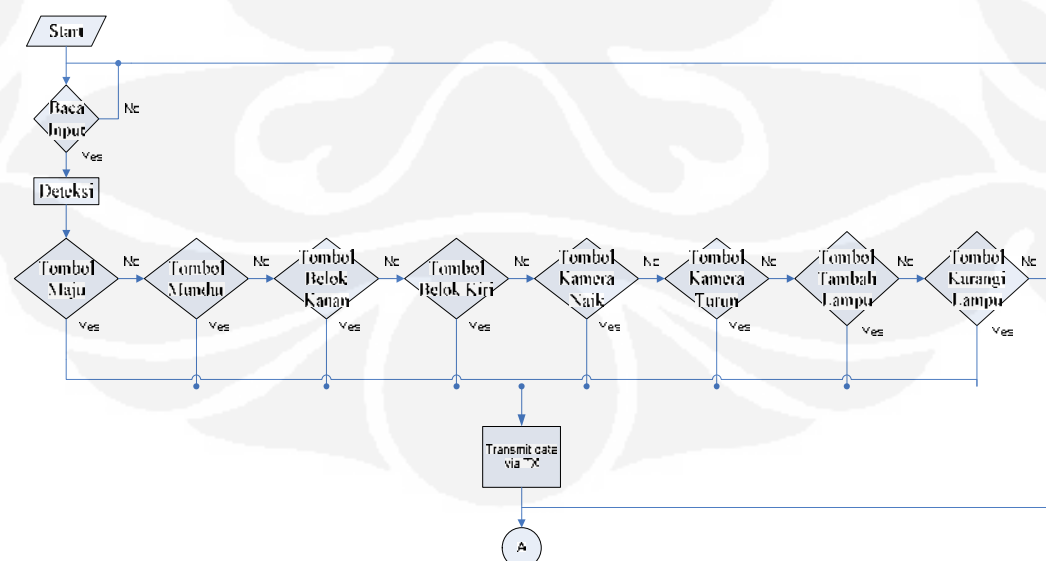 Start
Baca
Input
No
Yes
Deteksi
Tombol
Maju
No
Yes
Tombol
Mundur
No
Yes
Tombol
Belok
Kanan
No
Yes
Tombol
Belok Kiri
No
Yes
Tombol
Kamera
Naik
No
Yes
Tombol
Kamera
Turun
No
Yes
Tombol
Tambah
Lampu
No
Yes
Tombol
Kurangi
Lampu
No
Yes
Transmit data
via TX
A